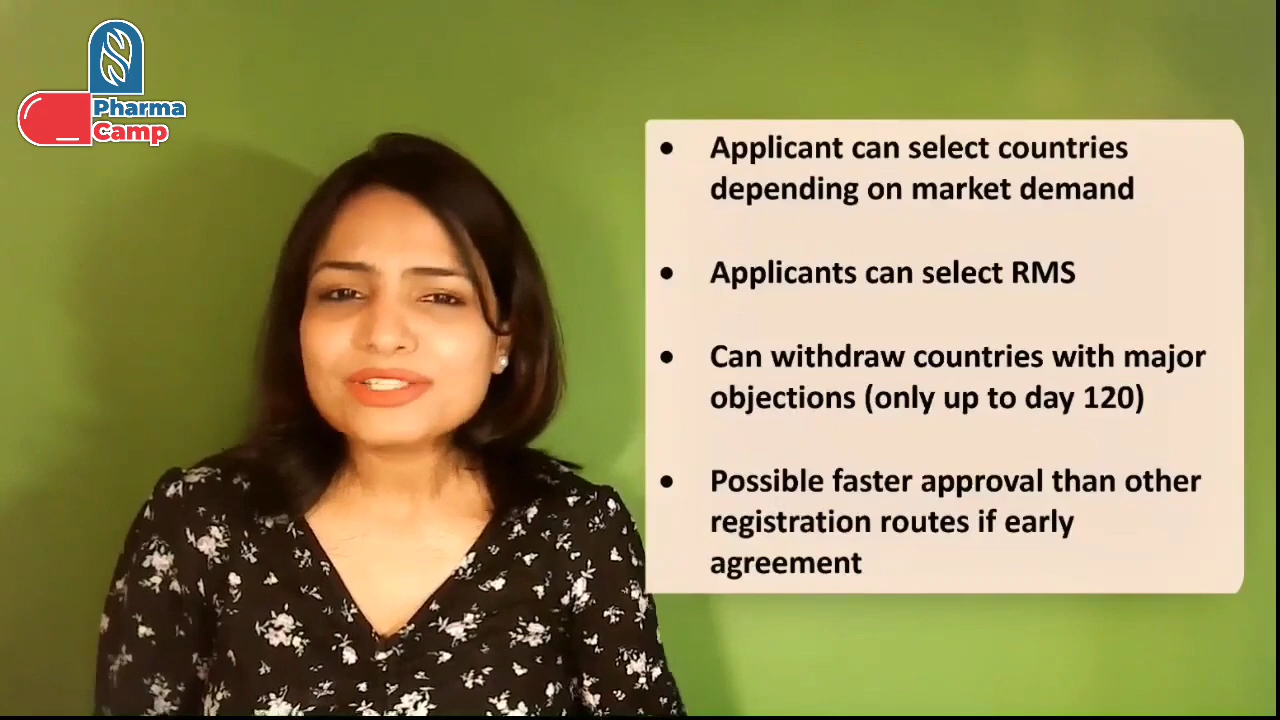 Pharma
Camp
• Applicant can select countries
depending on market demand
• Applicants can select RMS
• Can withdraw countries with major
objections (only up to day 120)
• Possible faster approval than other
registration routes if early
agreement